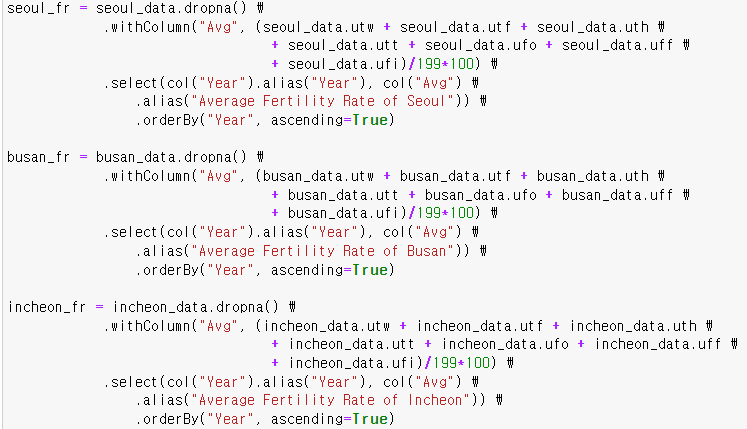 seoul_fr = seoul_data.dropna() ₩
.withColumn("Avg", (seoul_data.utw + seoul_data.utf + seoul_data.uth ₩
+ seoul_data.utt + seoul_data.ufo + seoul_data.uff ₩
+ seoul_data.ufi)/199*100) ₩
.select(col("Year").alias("Year"), col("Avg") ₩
.alias("Average Fertility Rate of Seoul")) ₩
.orderBy("Year", ascending=True)
busan_fr = busan_data.dropna() ₩
.withColumn("Avg", (busan_data.utw + busan_data.utf + busan_data.uth ₩
+ busan_data.utt + busan_data.ufo + busan_data.uff ₩
+ busan_data.ufi)/199*100) ₩
.select(col("Year").alias("Year"), col("Avg") ₩
.alias("Average Fertility Rate of Busan")) ₩
.orderBy("Year", ascending=True)
incheon_fr = incheon_data.dropna() ₩
.withColumn("Avg", (incheon_data.utw + incheon_data.utf + incheon_data.uth ₩
+ incheon_data.utt + incheon_data.ufo + incheon_data.uff ₩
+ incheon_data.ufi)/199*100) ₩
.select(col("Year").alias("Year"), col("Avg") ₩
.alias("Average Fertility Rate of Incheon")) ₩
.orderBy("Year", ascending=True)